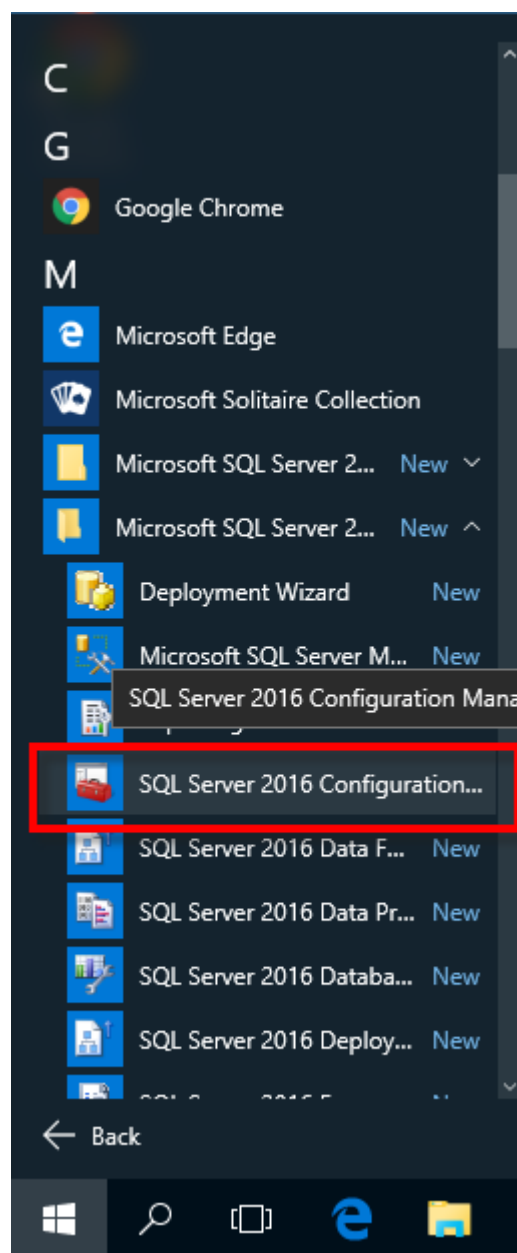 C
G
Google Chrome
M
Microsoft Edge
Microsoft Solitaire Collection
Microsoft SQL Server 2... New
Microsoft SQL Server 2... New
Deployment Wizard New
Microsoft SQL Server M... New
SQL Server 2016 Configuration Mana
SQL Server 2016 Configuration...
SQL Server 2016 Data F... New
SQL Server 2016 Data Pr... New
SQL Server 2016 Databa... New
SQL Server 2016 Deploy... New
Back